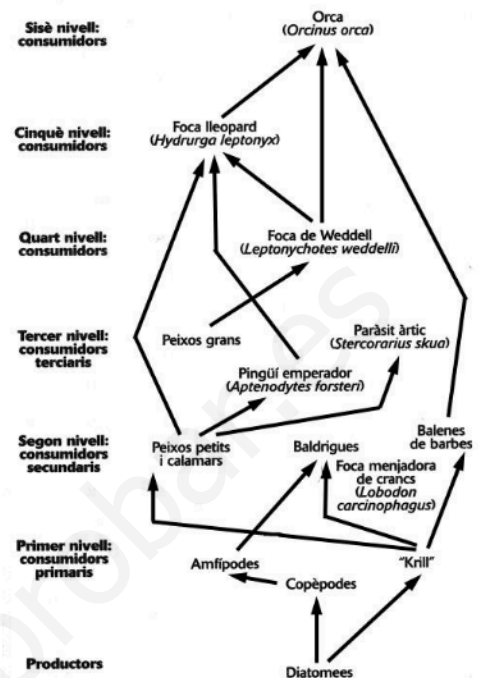 Sisè nivell:
consumidors
Orca
(Orcinus orca)
Cinquè nivell:
consumidors
Foca lleopard
(Hydrurga leptonyx)
Quart nivell:
consumidors
Foca de Weddell
(Leptonychotes weddelli)
Tercer nivell:
consumidors
terciaris
Peixos grans
Paràsit àrtic
(Stercorarius skua)
Pingüí emperador
(Aptenodytes forsteri)
Segon nivell:
consumidors
secundaris
Peixos petits
i calamars
Baldrigues
Balenes
de barbes
Foca menjadora
de crancs
(Lobodon
carcinophagus)
Primer nivell:
consumidors
primaris
Amfípodes
Copèpodes
"Krill"
Productors
Diatomees
probar.es